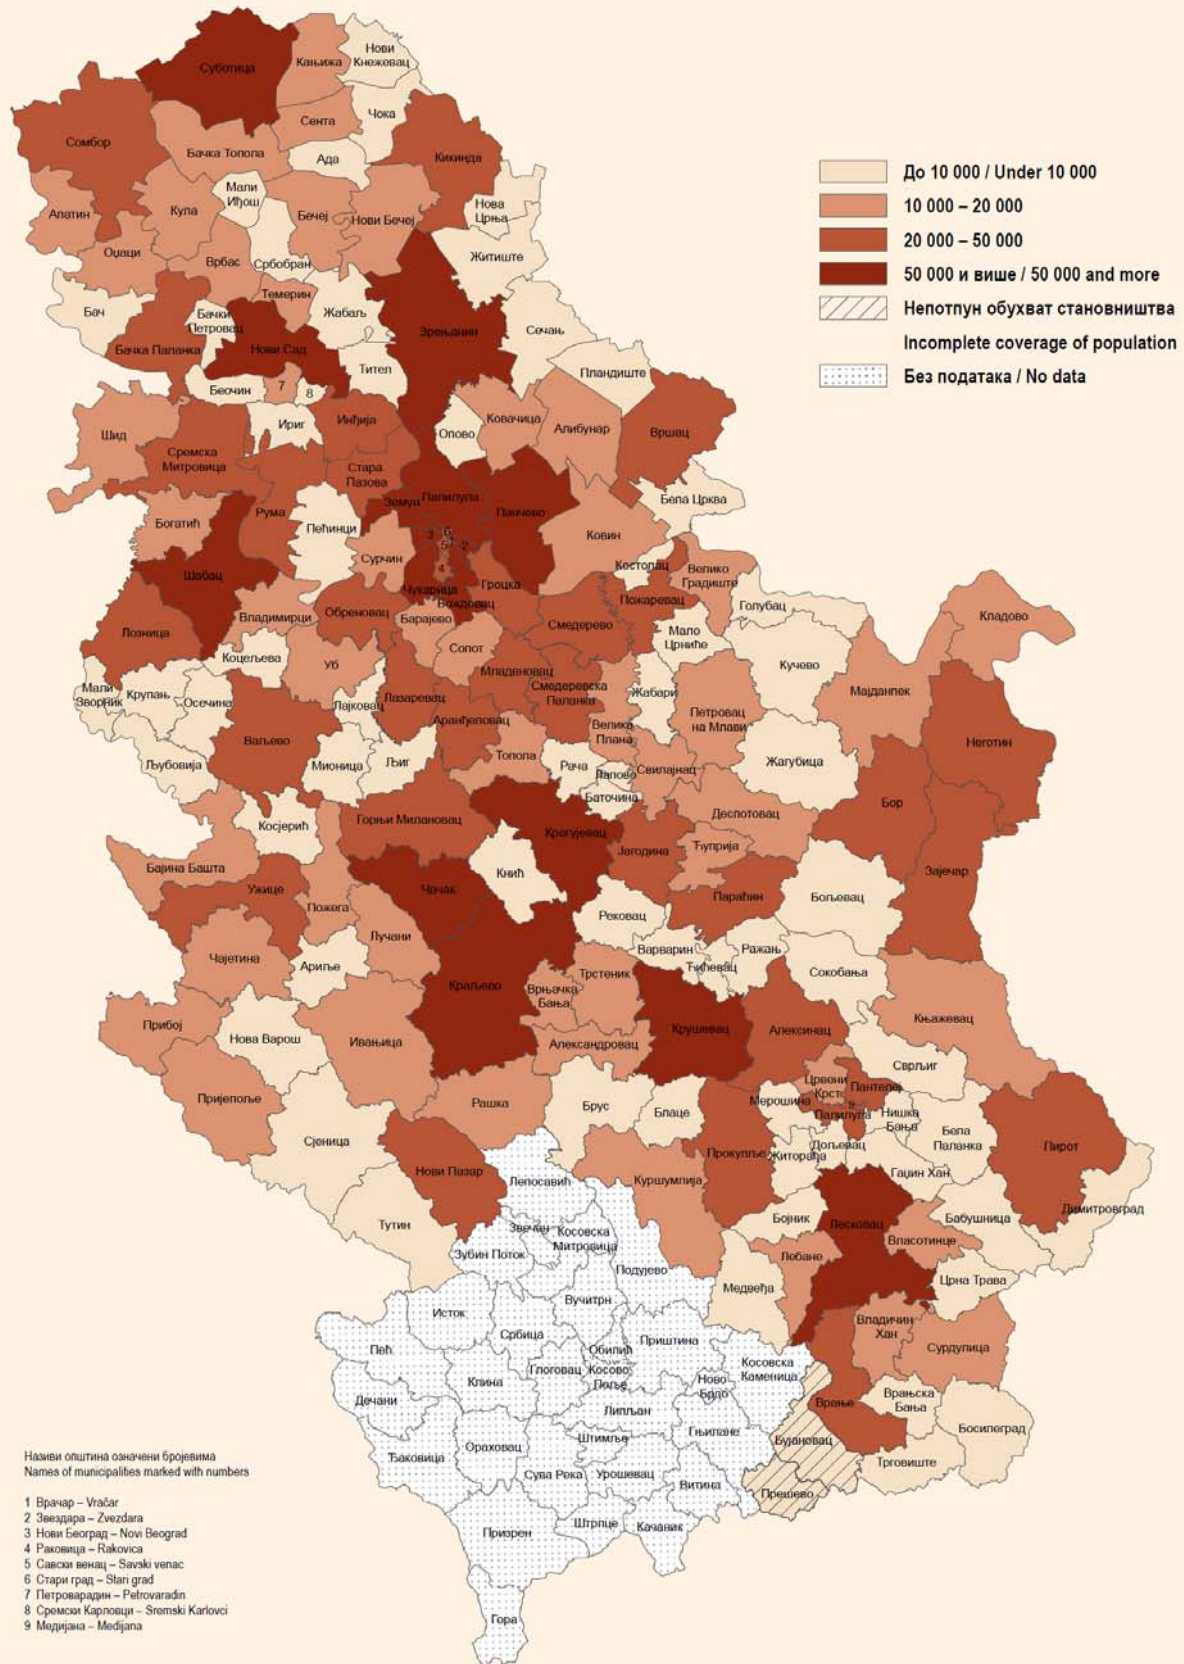 Суботица
Кањижа
Нови
Кнежевац
Чока
Сента
Сомбор
Бачка Топола
Ада
Кикинда
Мали
Иђош
Апатин
Кула
Бечеј
Нови Бечеј
Нова
Црња
Оџаци
Врбас
Србобран
Житиште
Темерин
Бач
Бачки
Петровац
Жабаљ
Зрењанин
Сечањ
Бачка Паланка
Нови Сад
Тител
Пландиште
Беочин
7
8
Шид
Ириг
Инђија
Опово
Ковачица
Алибунар
Вршац
Сремска
Митровица
Стара
Пазова
Бела Црква
Богатић
Рума
Пећинци
Земун
Палилула
Панчево
Ковин
Сурчин
3
6
1
5
2
4
Костолац
Велико
Градиште
Шабац
Чукарица
Гроцка
Вождовац
Пожаревац
Голубац
Кладово
Лозница
Владимирци
Обреновац
Барајево
Смедерево
Мало
Црниће
Кучево
Коцељева
Уб
Сопот
Мајданпек
Мали
Зворник
Крупањ
Осечина
Лајковац
Лазаревац
Младеновац
Смедеревска
Паланка
Жабари
Петровац
на Млави
Неготин
Љубовија
Ваљево
Мионица
Љиг
Аранђеловац
Велика
Плана
Жагубица
Топола
Рача
Лапово
Баточина
Свилајнац
Бор
Косјерић
Горњи Милановац
Крагујевац
Деспотовац
Бајина Башта
Јагодина
Ћуприја
Зајечар
Ужице
Чачак
Кнић
Параћин
Бољевац
Пожега
Рековац
Чајетина
Лучани
Ариље
Варварин
Ћићевац
Ражањ
Сокобања
Краљево
Врњачка
Бања
Трстеник
Прибој
Нова Варош
Ивањица
Крушевац
Алексинац
Књажевац
Александровац
Сврљиг
Пријепоље
Рашка
Брус
Блаце
Мерошина
Црвени
Крст
Пантелеј
9
Палилула
Нишка
Бања
Бела
Паланка
Сјеница
Нови Пазар
Прокупље
Житорађа
Дољевац
Гаџин Хан
Пирот
Лепосавић
Куршумлија
Тутин
Бојник
Лесковац
Бабушница
Димитровград
Звечан
Косовска
Митровица
Зубин Поток
Власотинце
Подујево
Лебане
Медвеђа
Црна Трава
Исток
Вучитрн
Владичин
Хан
Србица
Приштина
Сурдулица
Пећ
Обилић
Косовска
Каменица
Клина
Глоговац
Косово
Поље
Ново
Брдо
Врање
Врањска
Бања
Дечани
Липљан
Босилеград
Гњилане
Бујановац
Ђаковица
Ораховац
Штимље
Трговиште
Сува Река
Урошевац
Витина
Прешево
Призрен
Штрпце
Качаник
Гора
До 10 000 / Under 10 000
10 000 – 20 000
20 000 – 50 000
50 000 и више / 50 000 and more
Непотпун обухват становништва
Incomplete coverage of population
Без података / No data
Називи општина означени бројевима
Names of municipalities marked with numbers
1 Врачар – Vračar
2 Звездара – Zvezdara
3 Нови Београд – Novi Beograd
4 Раковица – Rakovica
5 Савски венац – Savski venac
6 Стари град – Stari grad
7 Петроварадин – Petrovaradin
8 Сремски Карловци – Sremski Karlovci
9 Медијана – Medijana